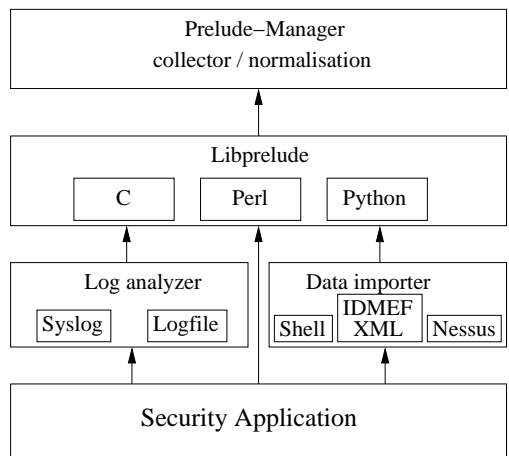 Prelude−Manager
collector / normalisation
Libprelude
C
Perl
Python
Log analyzer
Syslog
Logfile
Data importer
Shell
IDMEF
XML
Nessus
Security Application